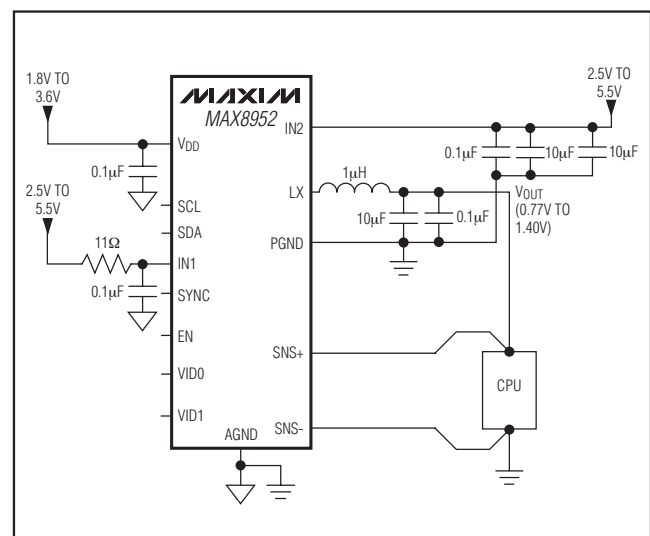 1.8V TO
3.6V
2.5V TO
5.5V
MAXIM
MAX8952
IN2
VDD
0.1µF
0.1µF
10µF
10µF
1µH
LX
VOUT
(0.77V TO
1.40V)
2.5V TO
5.5V
SCL
10µF
0.1µF
SDA
PGND
11Ω
IN1
0.1µF
SYNC
EN
SNS+
VID0
CPU
VID1
SNS-
AGND